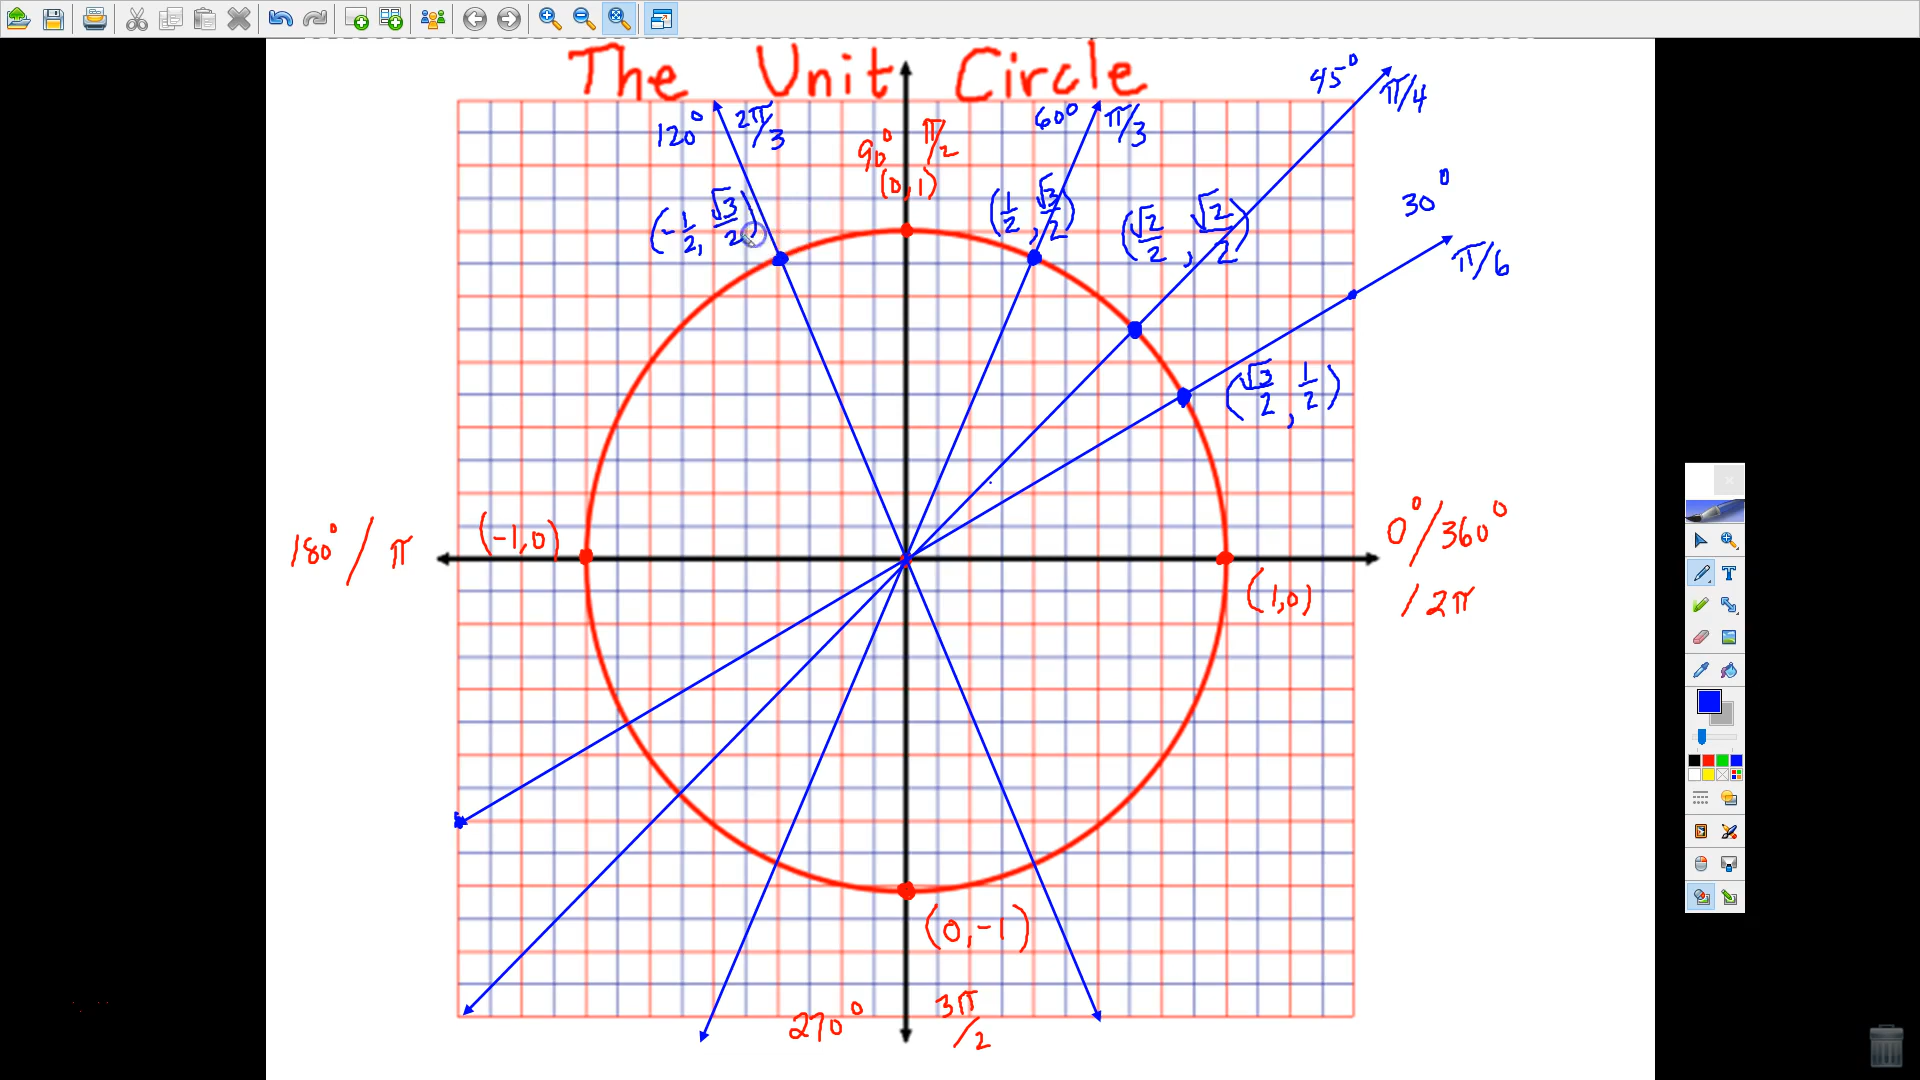 The Unit Circle
45° π/4
120° 2π/3
90° π/2
60° π/3
(0,1)
30°
π/6
(-1/2, √3/2)
(1/2, √3/2)
(√2/2, √2/2)
(√3/2, 1/2)
180° / π
(-1,0)
0°/360°
/ 2π
(1,0)
(0,-1)
270° 3π/2
T